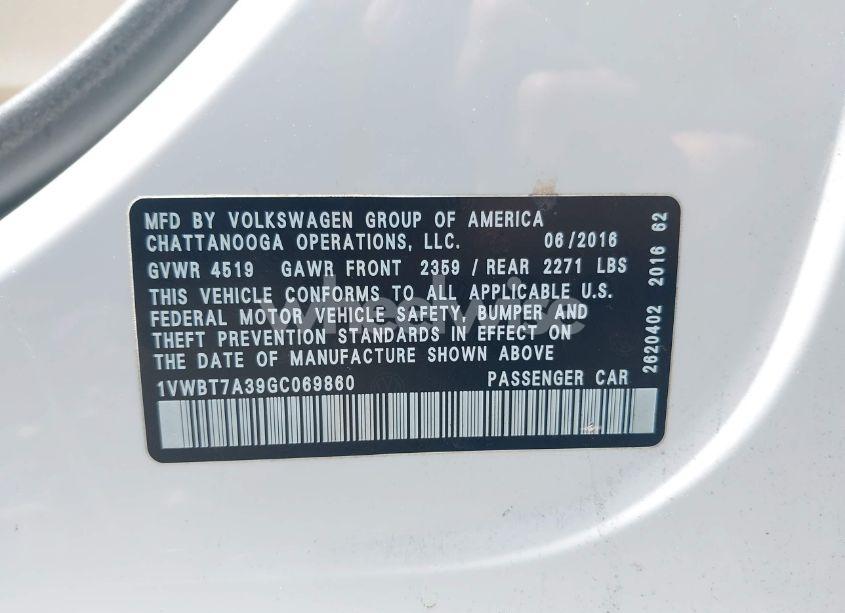 MFD BY VOLKSWAGEN GROUP OF AMERICA
CHATTANOOGA OPERATIONS, LLC. 06/2016
GVWR 4519 GAWR FRONT 2359 / REAR 2271 LBS
THIS VEHICLE CONFORMS TO ALL APPLICABLE U.S.
FEDERAL MOTOR VEHICLE SAFETY, BUMPER AND
THEFT PREVENTION STANDARDS IN EFFECT ON
THE DATE OF MANUFACTURE SHOWN ABOVE
1VWBT7A39GC069860 PASSENGER CAR
2620402 2016 62